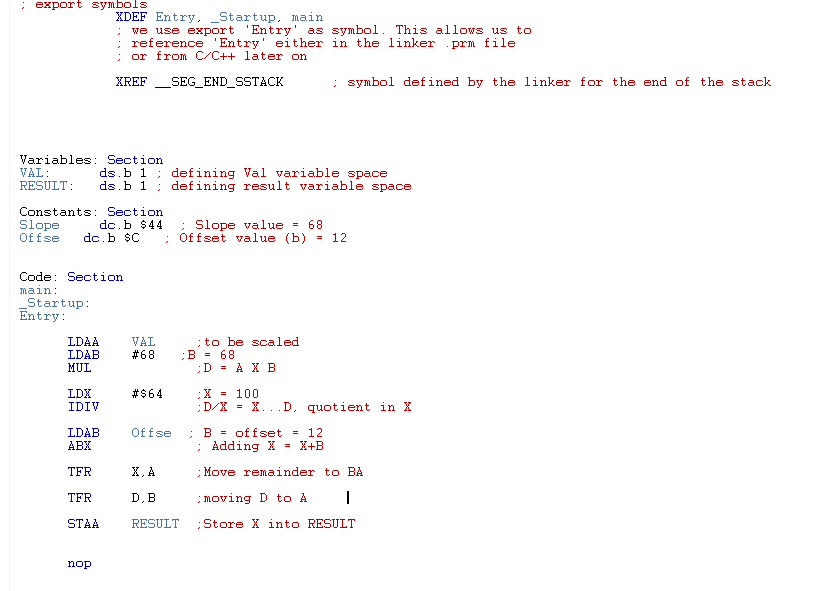 ; export symbols
XDEF Entry, _Startup, main
; we use export 'Entry' as symbol. This allows us to
; reference 'Entry' either in the linker .prm file
; or from C/C++ later on
XREF __SEG_END_SSTACK ; symbol defined by the linker for the end of the stack
Variables: Section
VAL: ds.b 1 ; defining Val variable space
RESULT: ds.b 1 ; defining result variable space
Constants: Section
Slope dc.b $44 ; Slope value = 68
Offse dc.b $C ; Offset value (b) = 12
Code: Section
main:
_Startup:
Entry:
LDAA VAL ;to be scaled
LDAB #68 ;B = 68
MUL ;D = A X B
LDX #$64 ;X = 100
IDIV ;D/X = X...D, quotient in X
LDAB Offse ; B = offset = 12
ABX ; Adding X = X+B
TFR X,A ;Move remainder to BA
TFR D,B ;moving D to A
STAA RESULT ;Store X into RESULT
nop